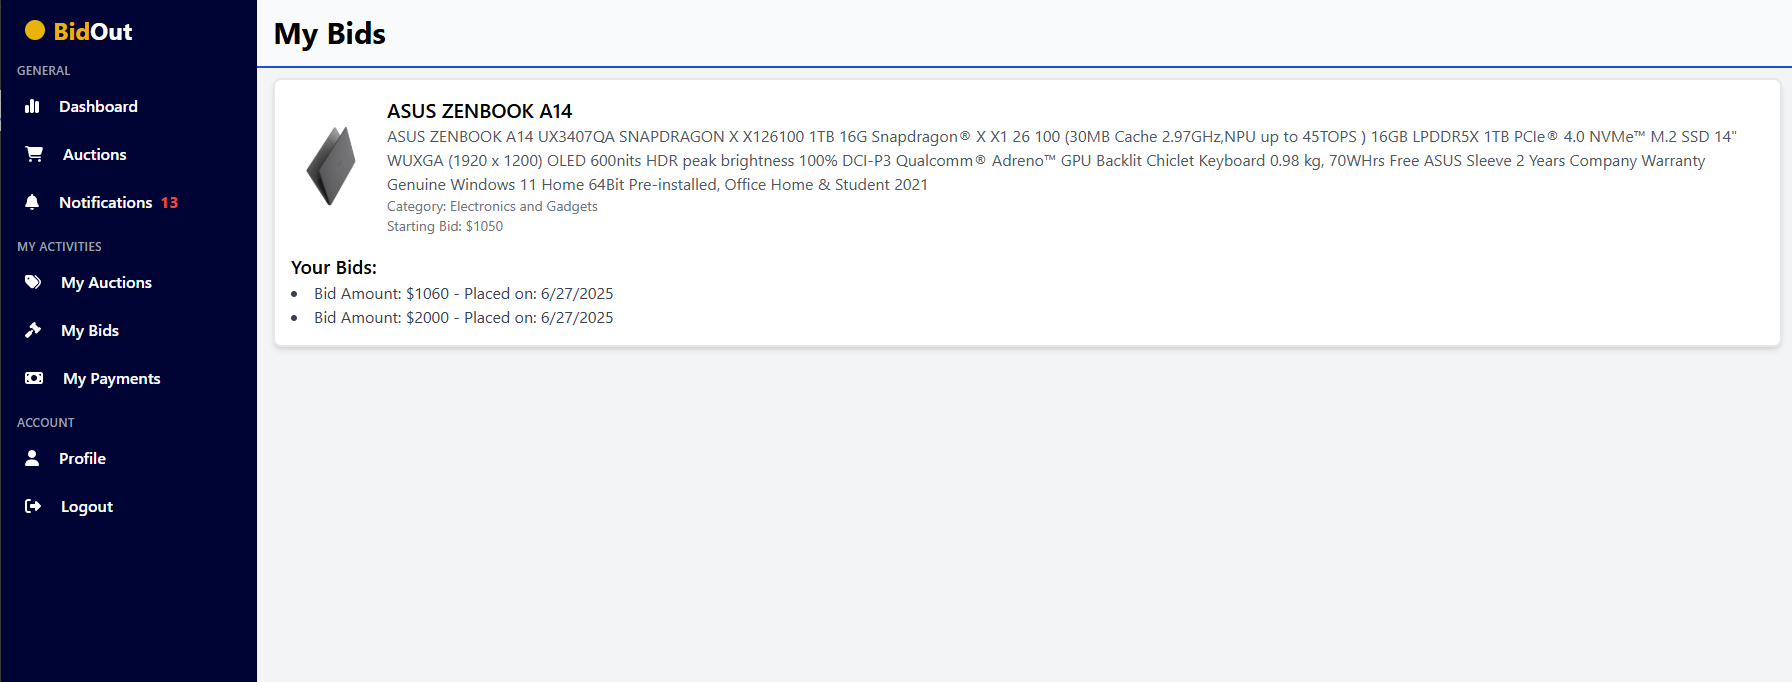 BidOut
GENERAL
Dashboard
Auctions
Notifications 13
MY ACTIVITIES
My Auctions
My Bids
My Payments
ACCOUNT
Profile
Logout
My Bids
ASUS ZENBOOK A14
ASUS ZENBOOK A14 UX3407QA SNAPDRAGON X X126100 1TB 16G Snapdragon® X X1 26 100 (30MB Cache 2.97GHz,NPU up to 45TOPS ) 16GB LPDDR5X 1TB PCIe® 4.0 NVMe™ M.2 SSD 14"
WUXGA (1920 x 1200) OLED 600nits HDR peak brightness 100% DCI-P3 Qualcomm® Adreno™ GPU Backlit Chiclet Keyboard 0.98 kg, 70WHrs Free ASUS Sleeve 2 Years Company Warranty
Genuine Windows 11 Home 64Bit Pre-installed, Office Home & Student 2021
Category: Electronics and Gadgets
Starting Bid: $1050
Your Bids:
• Bid Amount: $1060 - Placed on: 6/27/2025
• Bid Amount: $2000 - Placed on: 6/27/2025